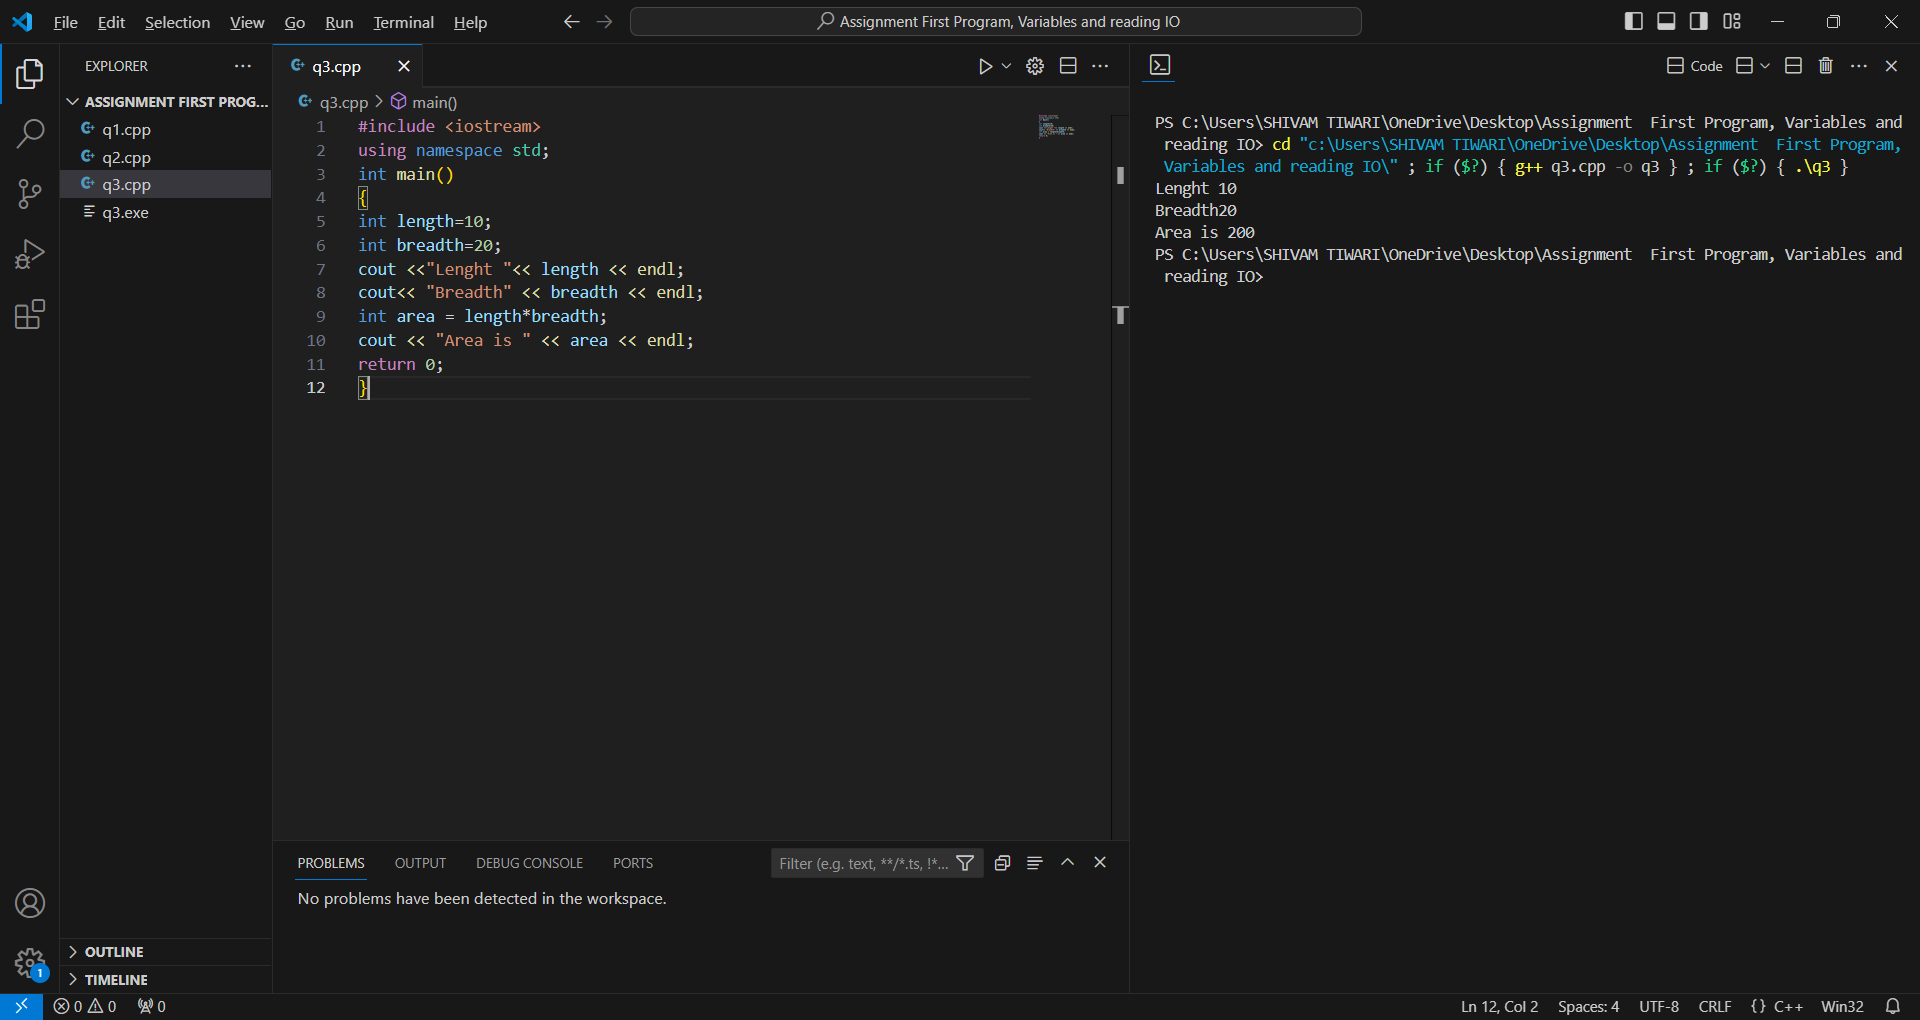 File Edit Selection View Go Run Terminal Help
Assignment First Program, Variables and reading IO
EXPLORER
ASSIGNMENT FIRST PROG...
q1.cpp
q2.cpp
q3.cpp
q3.exe
OUTLINE
TIMELINE
q3.cpp
q3.cpp > main()
1 #include <iostream>
2 using namespace std;
3 int main()
4 {
5 int length=10;
6 int breadth=20;
7 cout <<"Lenght "<< length << endl;
8 cout<< "Breadth" << breadth << endl;
9 int area = length*breadth;
10 cout << "Area is " << area << endl;
11 return 0;
12 }
PROBLEMS OUTPUT DEBUG CONSOLE PORTS
Filter (e.g. text, **/*.ts, !*...
No problems have been detected in the workspace.
Code
PS C:\Users\SHIVAM TIWARI\OneDrive\Desktop\Assignment  First Program, Variables and
reading IO> cd "c:\Users\SHIVAM TIWARI\OneDrive\Desktop\Assignment  First Program,
Variables and reading IO\" ; if ($?) { g++ q3.cpp -o q3 } ; if ($?) { .\q3 }
Lenght 10
Breadth20
Area is 200
PS C:\Users\SHIVAM TIWARI\OneDrive\Desktop\Assignment  First Program, Variables and
reading IO>
1
0 0 0
Ln 12, Col 2 Spaces: 4 UTF-8 CRLF {} C++ Win32